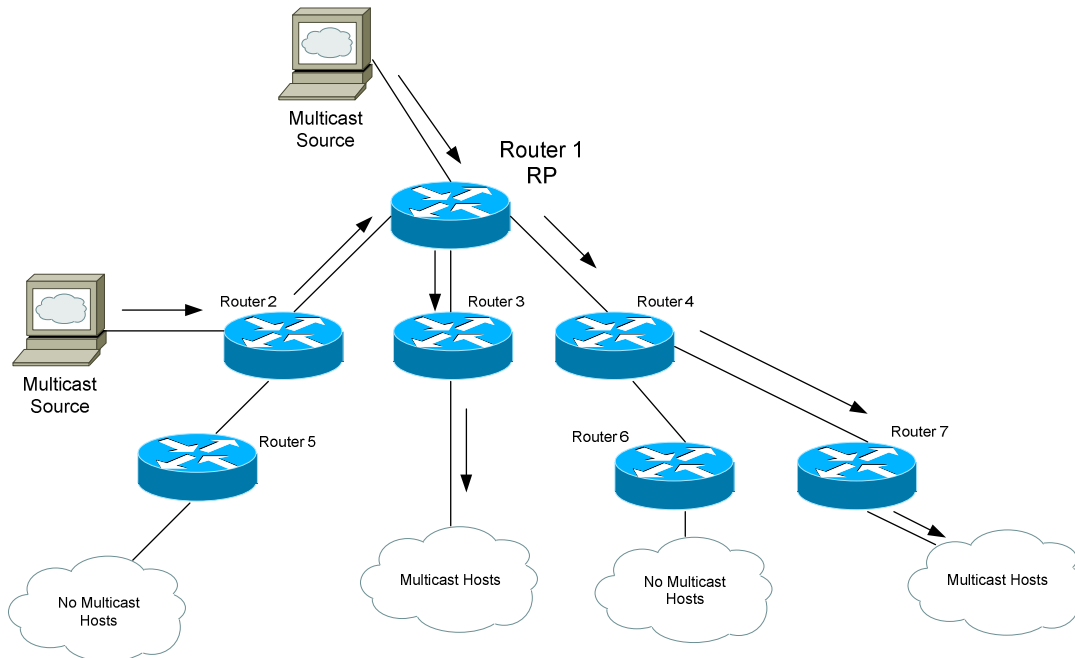 Multicast
Source
Router 1
RP
Router 2
Router 3
Router 4
Multicast
Source
Router 5
Router 6
Router 7
No Multicast
Hosts
Multicast Hosts
No Multicast
Hosts
Multicast Hosts